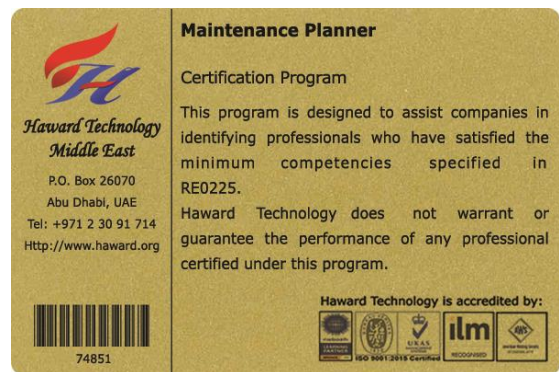 Haward Technology
Middle East
P.O. Box 26070
Abu Dhabi, UAE
Tel: +971 2 30 91 714
Http://www.haward.org
74851
Maintenance Planner
Certification Program
This program is designed to assist companies in
identifying professionals who have satisfied the
minimum competencies specified in
RE0225.
Haward Technology does not warrant or
guarantee the performance of any professional
certified under this program.
Haward Technology is accredited by:
UKAS
ISO 9001:2015 Certified
ilm
RECOGNISED